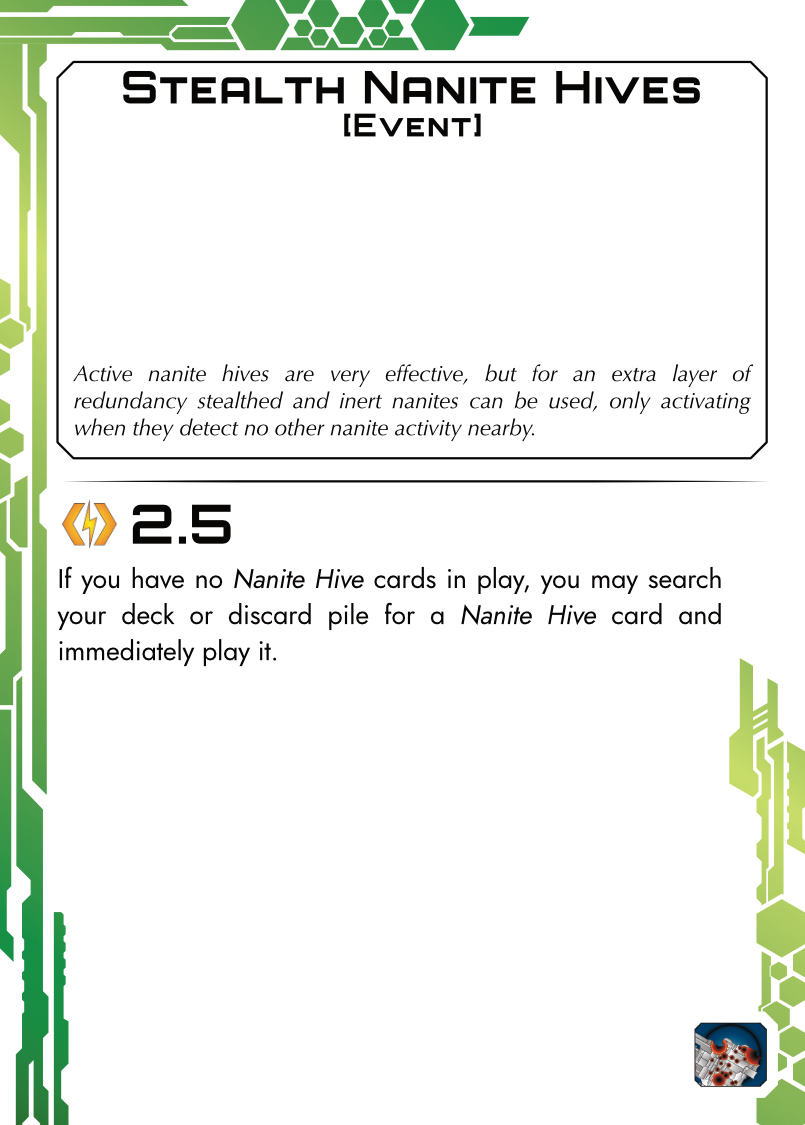 Stealth Nanite Hives
[Event]
Active nanite hives are very effective, but for an extra layer of
redundancy stealthed and inert nanites can be used, only activating
when they detect no other nanite activity nearby.
2.5
If you have no Nanite Hive cards in play, you may search
your deck or discard pile for a Nanite Hive card and
immediately play it.